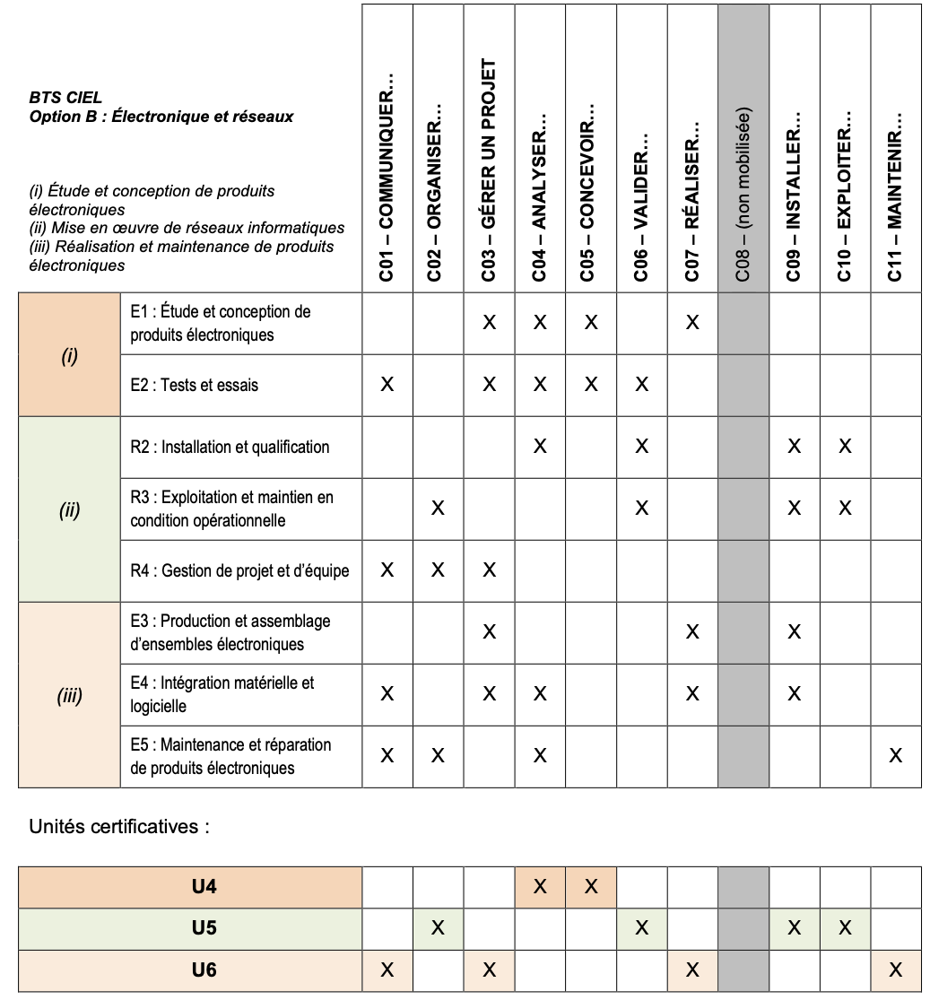 BTS CIEL
Option B : Électronique et réseaux
(i) Étude et conception de produits
électroniques
(ii) Mise en œuvre de réseaux informatiques
(iii) Réalisation et maintenance de produits
électroniques
C01 – COMMUNIQUER…
C02 – ORGANISER…
C03 – GÉRER UN PROJET
C04 – ANALYSER…
C05 – CONCEVOIR…
C06 – VALIDER…
C07 – RÉALISER…
C08 – (non mobilisée)
C09 – INSTALLER…
C10 – EXPLOITER…
C11 – MAINTENIR…
(i)
E1 : Étude et conception de
produits électroniques
X X X X
E2 : Tests et essais
X X X X X
(ii)
R2 : Installation et qualification
X X X X
R3 : Exploitation et maintien en
condition opérationnelle
X X X X
R4 : Gestion de projet et d’équipe
X X X
(iii)
E3 : Production et assemblage
d’ensembles électroniques
X X X
E4 : Intégration matérielle et
logicielle
X X X X X
E5 : Maintenance et réparation
de produits électroniques
X X X X
Unités certificatives :
U4 X X
U5 X X X X
U6 X X X X